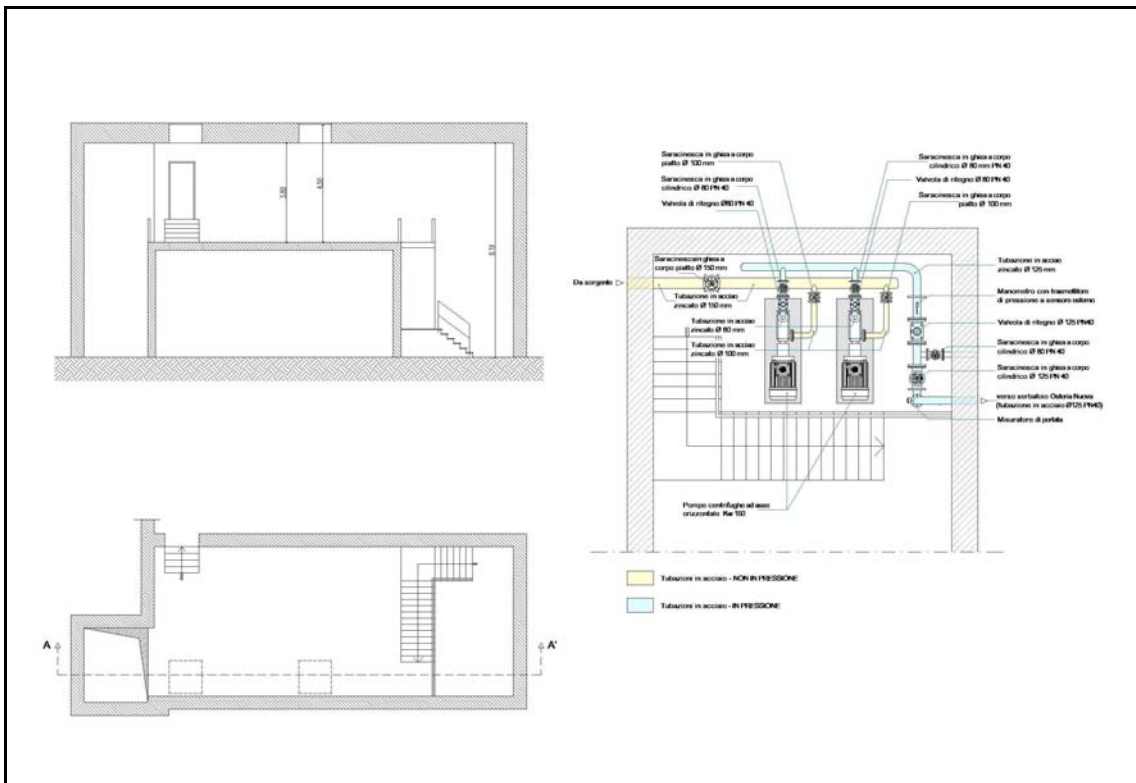 3,80
4,50
8,19
A
A'
Saracinesca in ghisa a corpo
piatto Ø 100 mm
Saracinesca in ghisa a corpo
cilindrico Ø 80 PN 40
Valvola di ritegno Ø80 PN 40
Saracinesca in ghisa a corpo
cilindrico Ø 80 mm PN 40
Valvola di ritegno Ø 80 PN 40
Saracinesca in ghisa a corpo
piatto Ø 100 mm
Saracinesca in ghisa a
corpo piatto Ø 150 mm
Da sorgente
Tubazione in acciaio
zincato Ø 150 mm
Tubazione in acciaio
zincato Ø 80 mm
Tubazione in acciaio
zincato Ø 100 mm
Tubazione in acciaio
zincato Ø 125 mm
Manometro con trasmettitore
di pressione a sensore esterno
Valvola di ritegno Ø 125 PN40
Saracinesca in ghisa a corpo
cilindrico Ø 80 PN 40
Saracinesca in ghisa a corpo
cilindrico Ø 125 PN 40
verso serbatoio Osteria Nuova
(tubazione in acciaio Ø125 PN40)
Misuratore di portata
Pompe centrifughe ad asse
orizzontale Kw 160
Tubazioni in acciaio - NON IN PRESSIONE
Tubazioni in acciaio - IN PRESSIONE